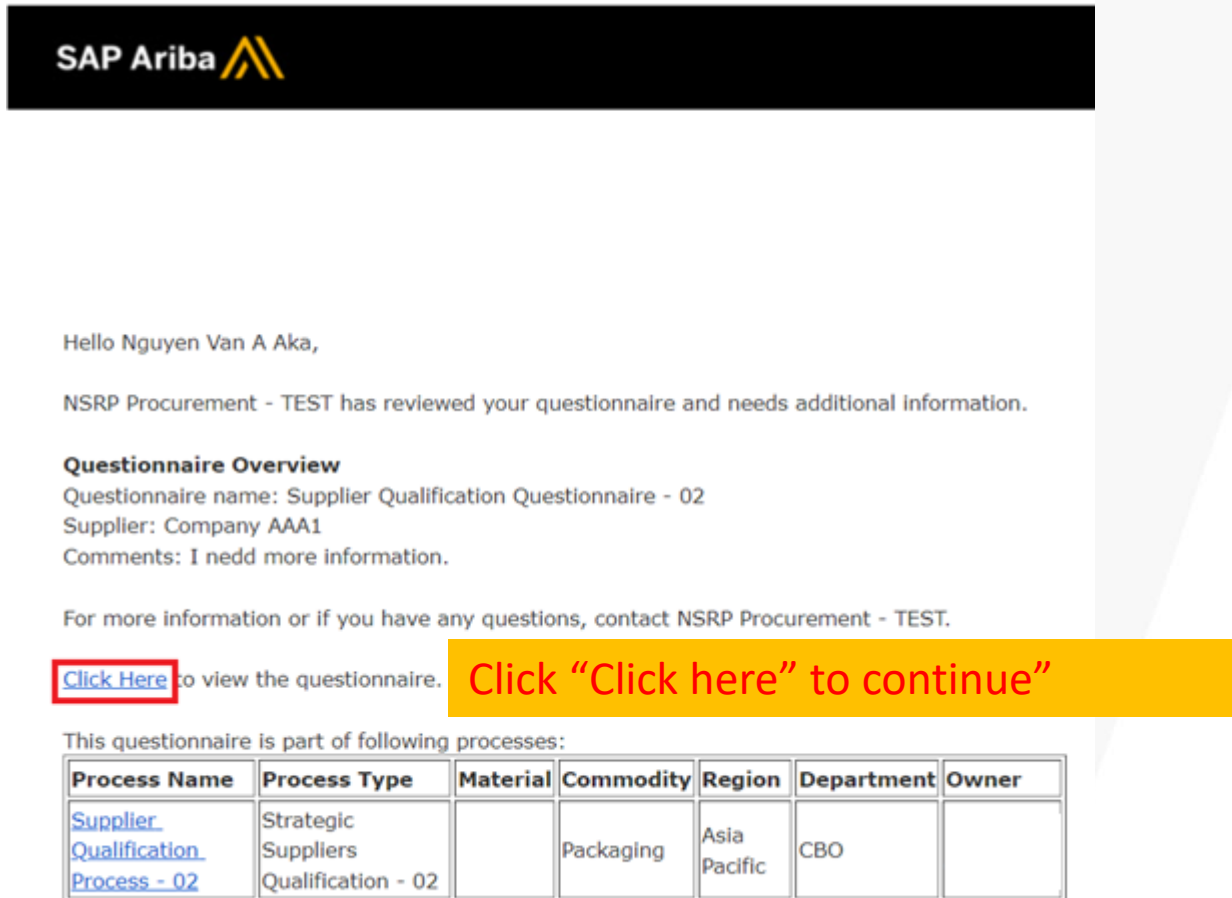 SAP Ariba
Hello Nguyen Van A Aka,
NSRP Procurement - TEST has reviewed your questionnaire and needs additional information.
Questionnaire Overview
Questionnaire name: Supplier Qualification Questionnaire - 02
Supplier: Company AAA1
Comments: I nedd more information.
For more information or if you have any questions, contact NSRP Procurement - TEST.
Click Here to view the questionnaire.
Click “Click here” to continue”
This questionnaire is part of following processes:
Process Name Process Type Material Commodity Region Department Owner
Supplier Qualification Process - 02 Strategic Suppliers Qualification - 02 Packaging Asia Pacific CBO